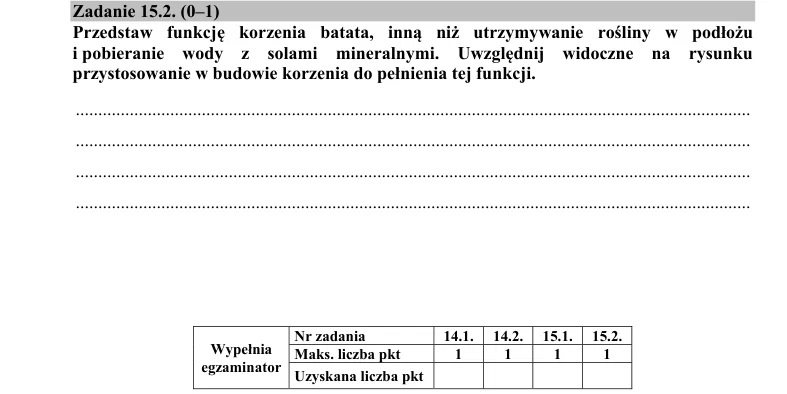 Zadanie 15.2. (0–1)
Przedstaw funkcję korzenia batata, inną niż utrzymywanie rośliny w podłożu
i pobieranie wody z solami mineralnymi. Uwzględnij widoczne na rysunku
przystosowanie w budowie korzenia do pełnienia tej funkcji.
Wypełnia egzaminator
Nr zadania 14.1. 14.2. 15.1. 15.2.
Maks. liczba pkt 1 1 1 1
Uzyskana liczba pkt